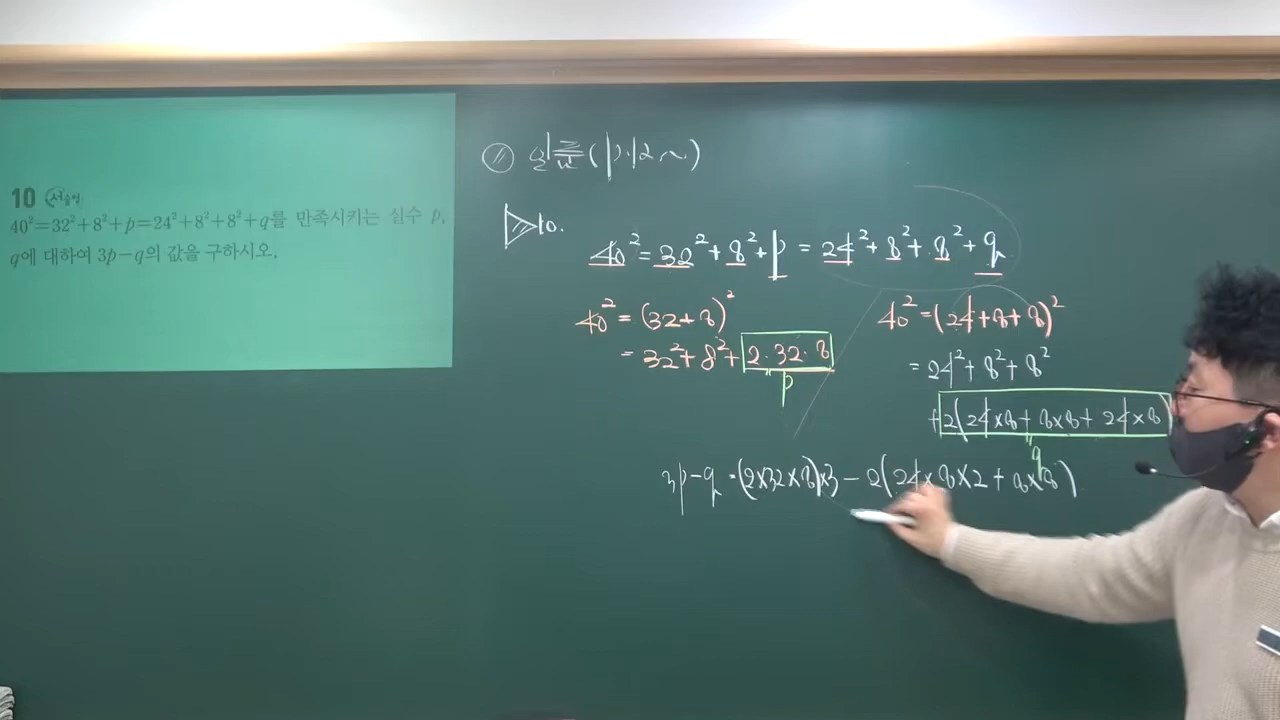 10 서술형
40²=32²+8²+p=24²+8²+8²+q를 만족시키는 실수 p,
q에 대하여 3p-q의 값을 구하시오.
(p.12~)
10.
40² = 32² + 8² + p = 24² + 8² + 8² + q
40² = (32+8)²
= 32² + 8² + 2·32·8
p
40² = (24+8+8)²
= 24² + 8² + 8²
+2(24×8+8×8+24×8)
q
3p-q = (2×32×8)×3 - 2(24×8×2+8×8)